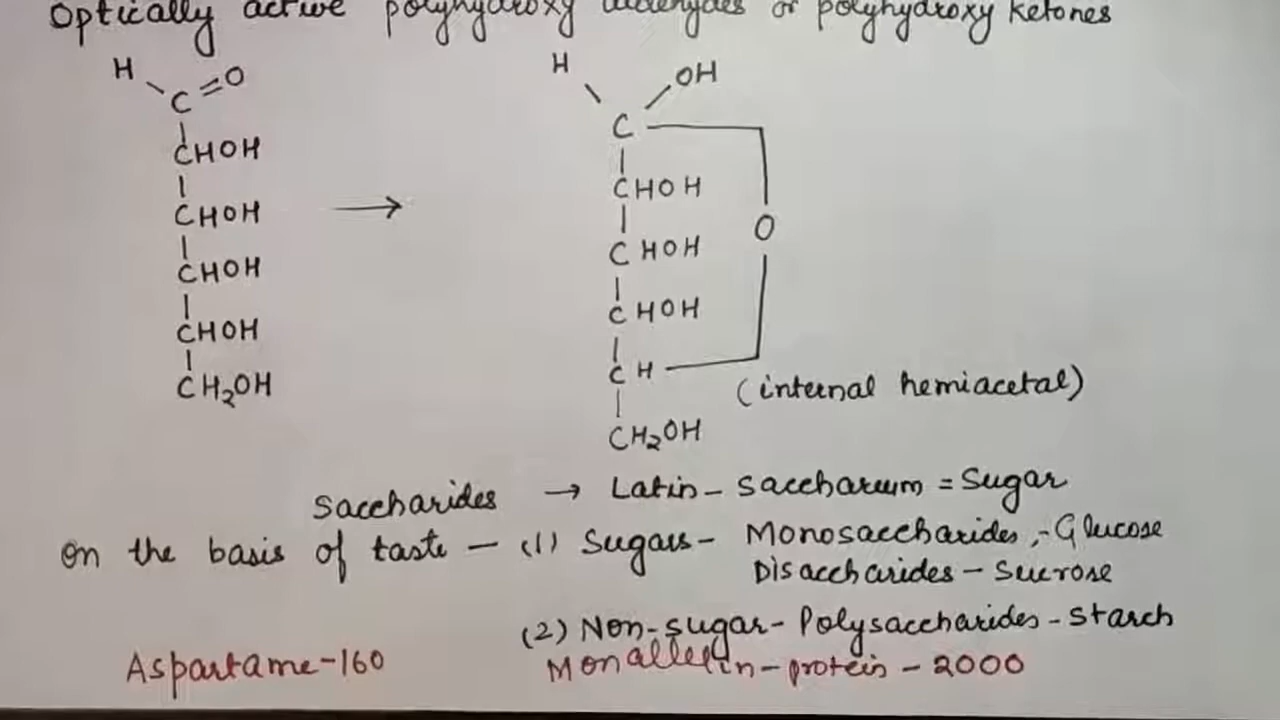 Optically active polyhydroxy aldehydes or polyhydroxy ketones
H
C=O
CHOH
CHOH
CHOH
CHOH
CH₂OH
→
H
OH
C
CHOH
CHOH
CHOH
CH
CH₂OH
O
(internal hemiacetal)
Saccharides → Latin - Saccharum = Sugar
On the basis of taste - (1) Sugars - Monosaccharides, - Glucose
Disaccharides - Sucrose
(2) Non-sugar - Polysaccharides - Starch
Aspartame-160
protein - 2000